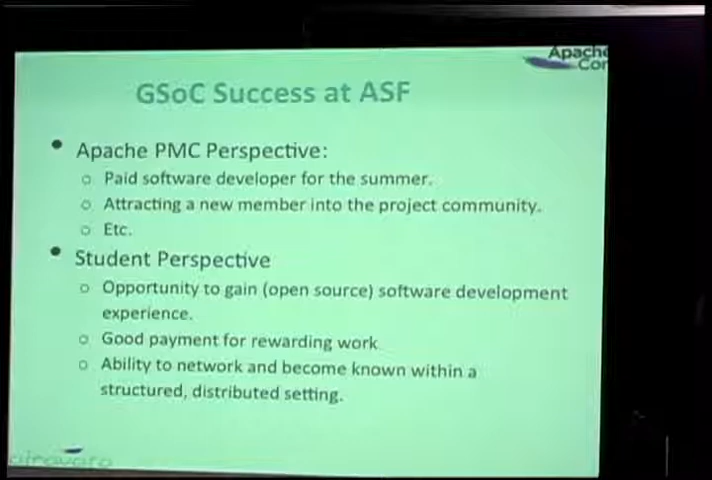 Apache
Con
GSoC Success at ASF
• Apache PMC Perspective:
o Paid software developer for the summer.
o Attracting a new member into the project community.
o Etc.
• Student Perspective
o Opportunity to gain (open source) software development
experience.
o Good payment for rewarding work
o Ability to network and become known within a
structured, distributed setting.